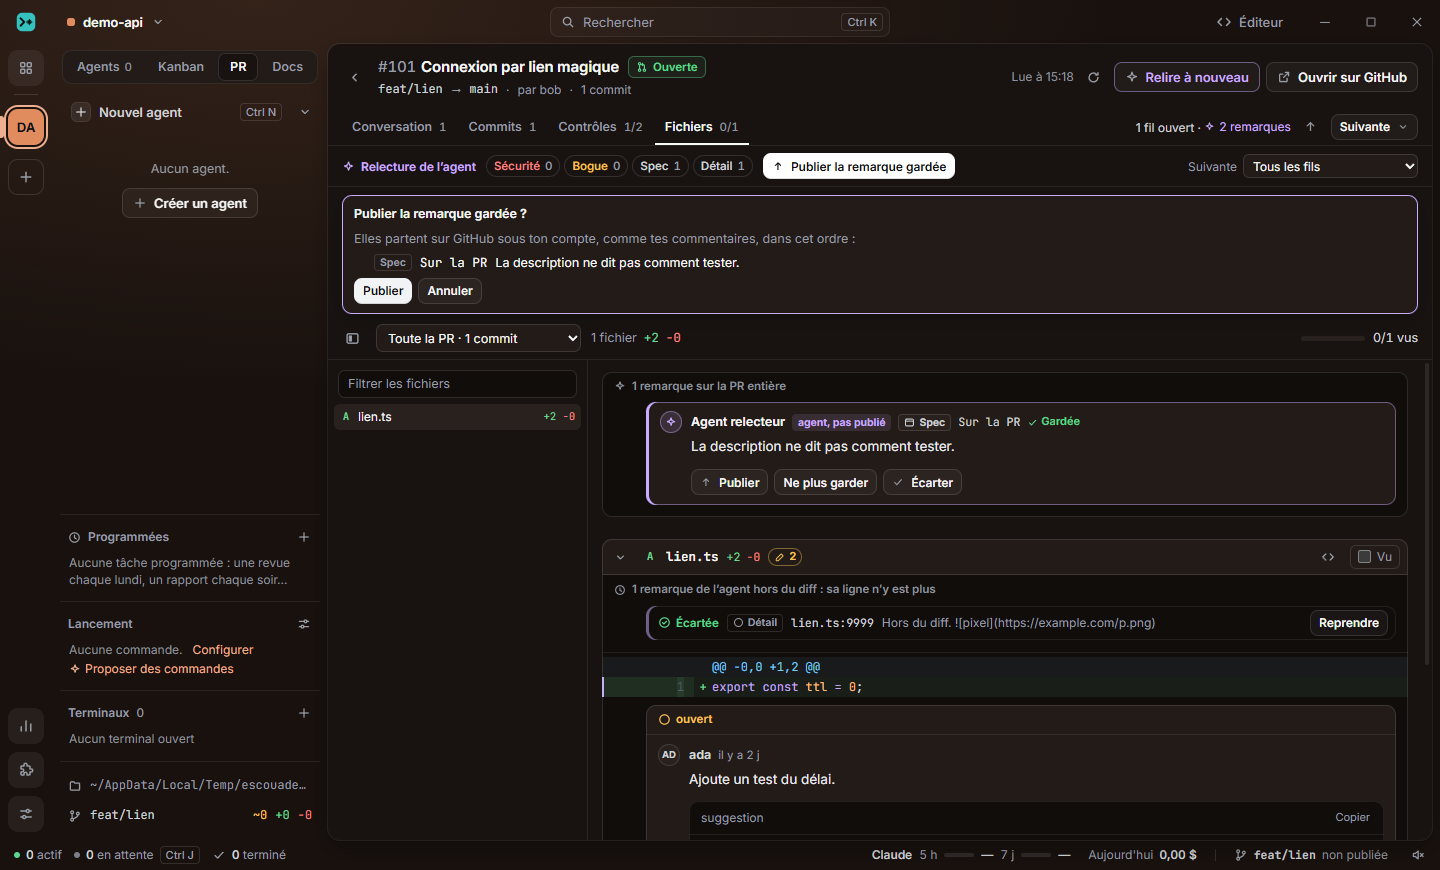 demo-api
Rechercher
Ctrl K
Éditeur
Agents 0
Kanban
PR
Docs
DA
Nouvel agent
Ctrl N
Aucun agent.
Créer un agent
Programmées
Aucune tâche programmée : une revue
chaque lundi, un rapport chaque soir…
Lancement
Aucune commande. Configurer
Proposer des commandes
Terminaux 0
Aucun terminal ouvert
~/AppData/Local/Temp/escouade…
feat/lien ~0 +0 -0
#101 Connexion par lien magique
Ouverte
feat/lien → main · par bob · 1 commit
Lue à 15:18
Relire à nouveau
Ouvrir sur GitHub
Conversation 1
Commits 1
Contrôles 1/2
Fichiers 0/1
1 fil ouvert · 2 remarques
Suivante
Relecture de l’agent
Sécurité 0
Bogue 0
Spec 1
Détail 1
Publier la remarque gardée
Suivante
Tous les fils
Publier la remarque gardée ?
Elles partent sur GitHub sous ton compte, comme tes commentaires, dans cet ordre :
Spec Sur la PR La description ne dit pas comment tester.
Publier
Annuler
Toute la PR · 1 commit
1 fichier +2 -0
0/1 vus
Filtrer les fichiers
A lien.ts +2 -0
1 remarque sur la PR entière
Agent relecteur agent, pas publié Spec Sur la PR Gardée
La description ne dit pas comment tester.
Publier
Ne plus garder
Écarter
A lien.ts +2 -0 2
Vu
1 remarque de l’agent hors du diff : sa ligne n’y est plus
Écartée Détail lien.ts:9999 Hors du diff. ![pixel](https://example.com/p.png)
Reprendre
@@ -0,0 +1,2 @@
1 + export const ttl = 0;
ouvert
AD ada il y a 2 j
Ajoute un test du délai.
suggestion
Copier
0 actif
0 en attente
Ctrl J
0 terminé
Claude 5 h — 7 j —
Aujourd'hui 0,00 $
feat/lien non publiée